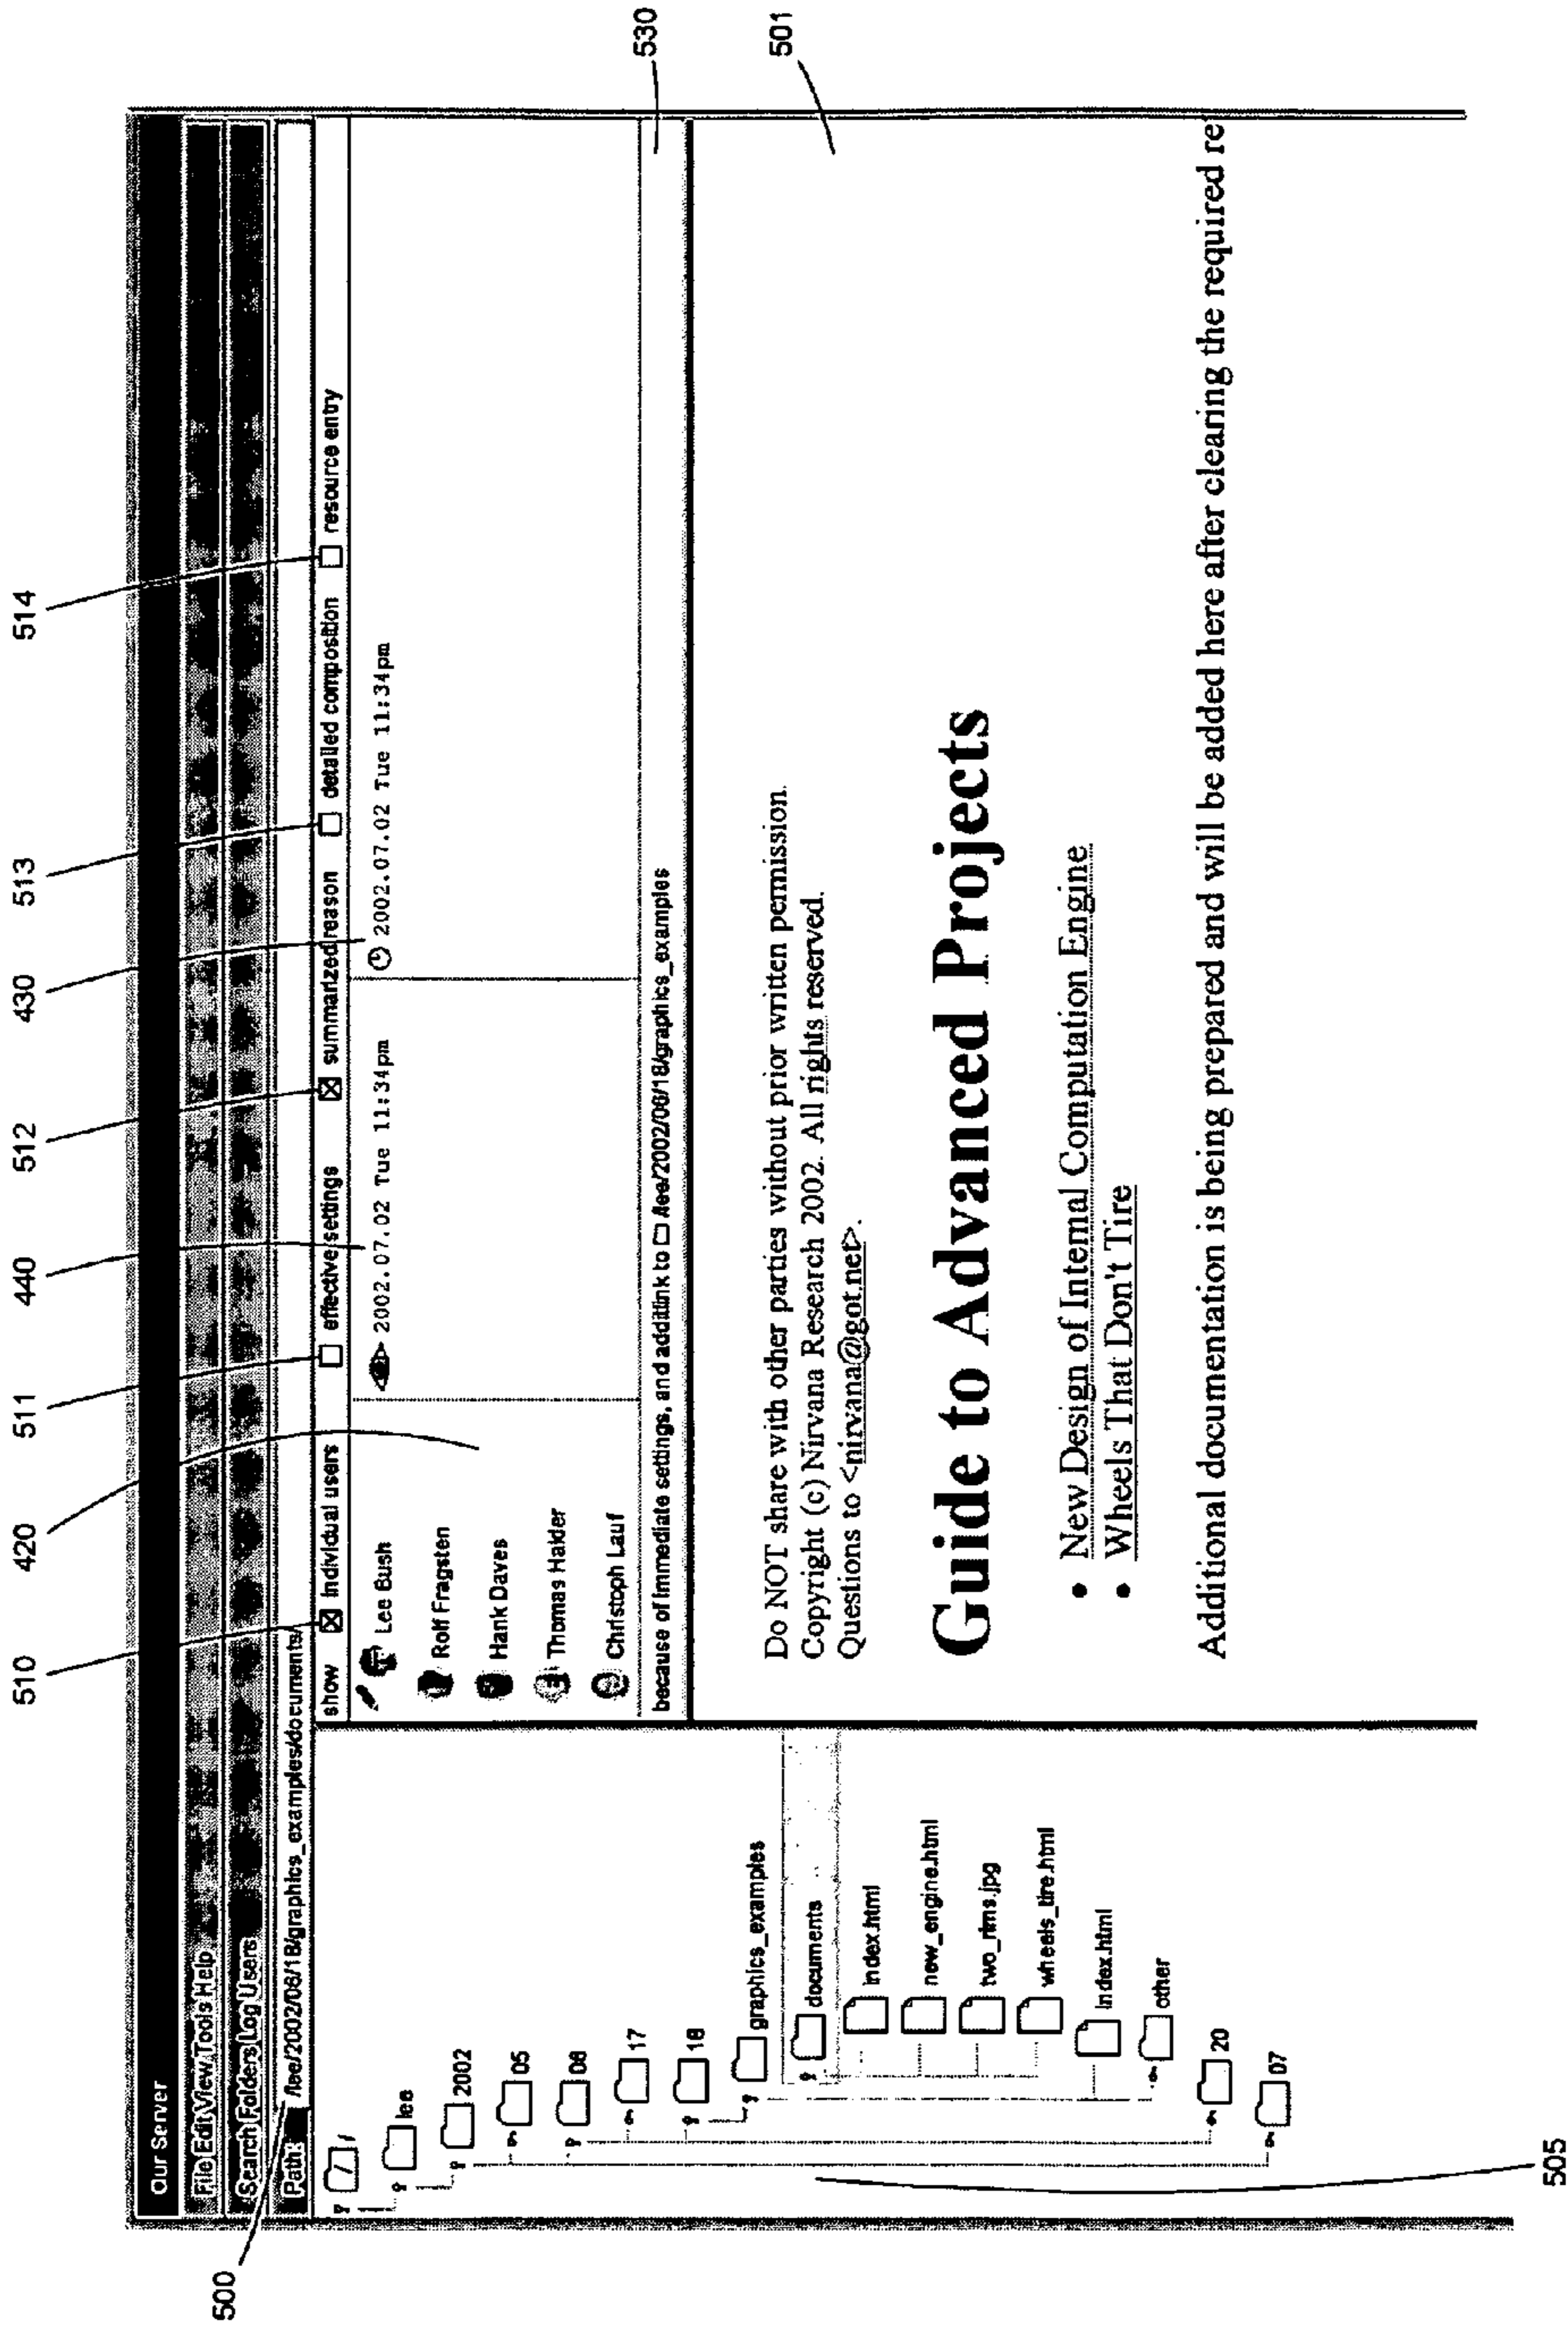 510 420 511 440 512 430 513 514
500
Our Server
File Edit View Tools Help
Search Folders Log Users
Path: /lee/2002/06/18/graphics_examples/documents/
/
lee
2002
05
06
17
18
graphics_examples
documents
index.html
new_engine.html
two_rims.jpg
wheels_tire.html
index.html
other
20
07
505
show individual users effective settings summarized reason detailed composition resource entry
Lee Bush 2002.07.02 Tue 11:34pm 2002.07.02 Tue 11:34pm
Rolf Fragsten
Hank Daves
Thomas Halder
Christoph Lauf
because of immediate settings, and additlink to /lee/2002/06/18/graphics_examples
530
501
Do NOT share with other parties without prior written permission.
Copyright (c) Nirvana Research 2002. All rights reserved.
Questions to <nirvana@got.net>.
Guide to Advanced Projects
• New Design of Internal Computation Engine
• Wheels That Don't Tire
Additional documentation is being prepared and will be added here after clearing the required re